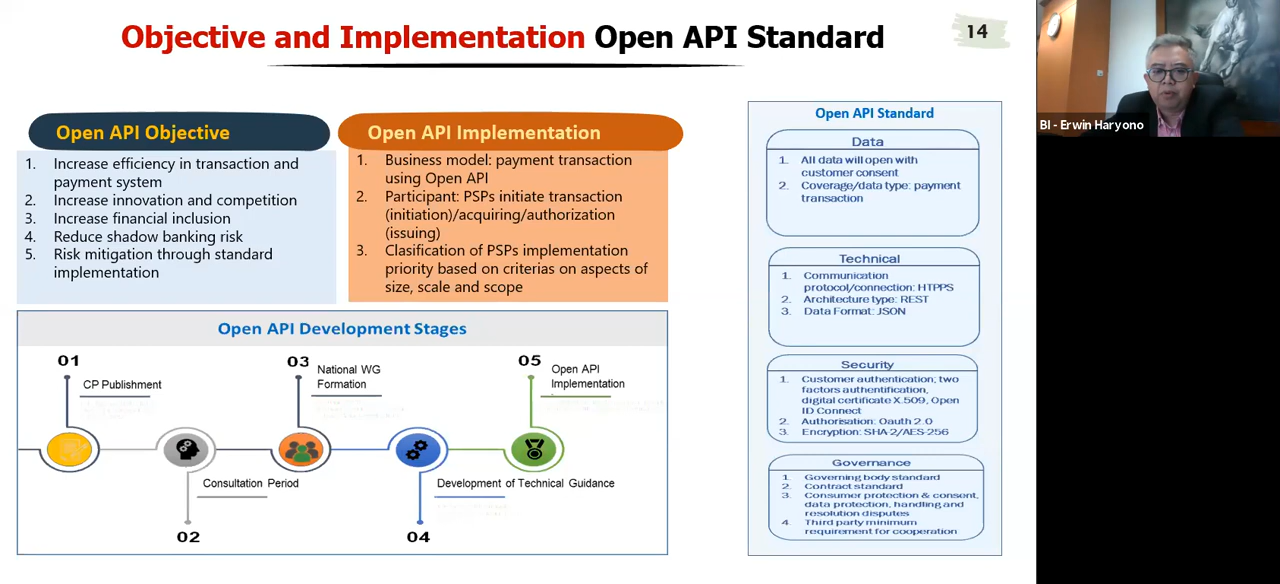 Objective and Implementation Open API Standard
14
Open API Objective
1. Increase efficiency in transaction and
payment system
2. Increase innovation and competition
3. Increase financial inclusion
4. Reduce shadow banking risk
5. Risk mitigation through standard
implementation
Open API Implementation
1. Business model: payment transaction
using Open API
2. Participant: PSPs initiate transaction
(initiation)/acquiring/authorization
(issuing)
3. Clasification of PSPs implementation
priority based on criterias on aspects of
size, scale and scope
Open API Development Stages
01
CP Publishment
Consultation Period
02
03
National WG
Formation
Development of Technical Guidance
04
05
Open API
Implementation
Open API Standard
Data
1. All data will open with
customer consent
2. Coverage/data type: payment
transaction
Technical
1. Communication
protocol/connection: HTPPS
2. Architecture type: REST
3. Data Format: JSON
Security
1. Customer authentication; two
factors authentification,
digital certificate X.509, Open
ID Connect
2. Authorisation: Oauth 2.0
3. Encryption: SHA-2/AES-256
Governance
1. Governing body standard
2. Contract standard
3. Consumer protection & consent,
data protection, handling and
resolution disputes
4. Third party minimum
requirement for cooperation
BI - Erwin Haryono